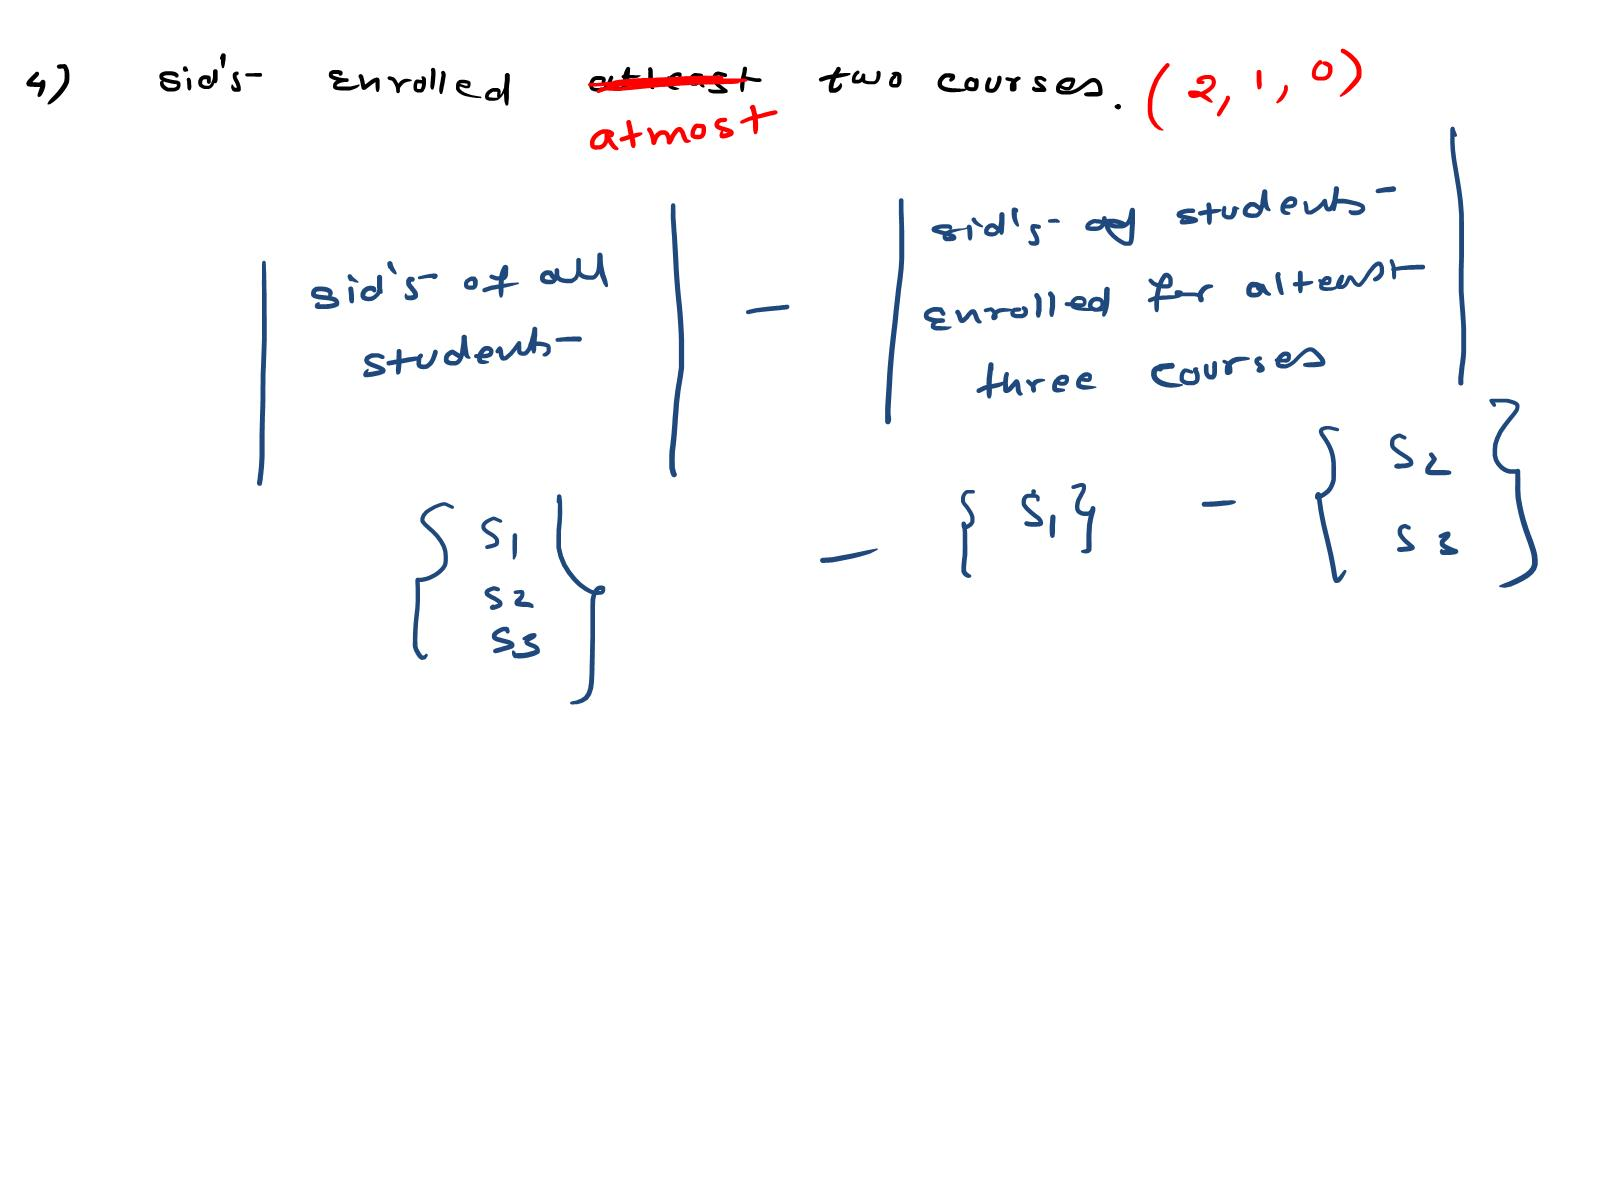 4) sid's enrolled atleast two courses. (2, 1, 0)
atmost
sid's of all
students
-
sid's of students
enrolled for alteast
three courses
{ S1
S2
S3 }
- { S1 } - { S2
S3 }